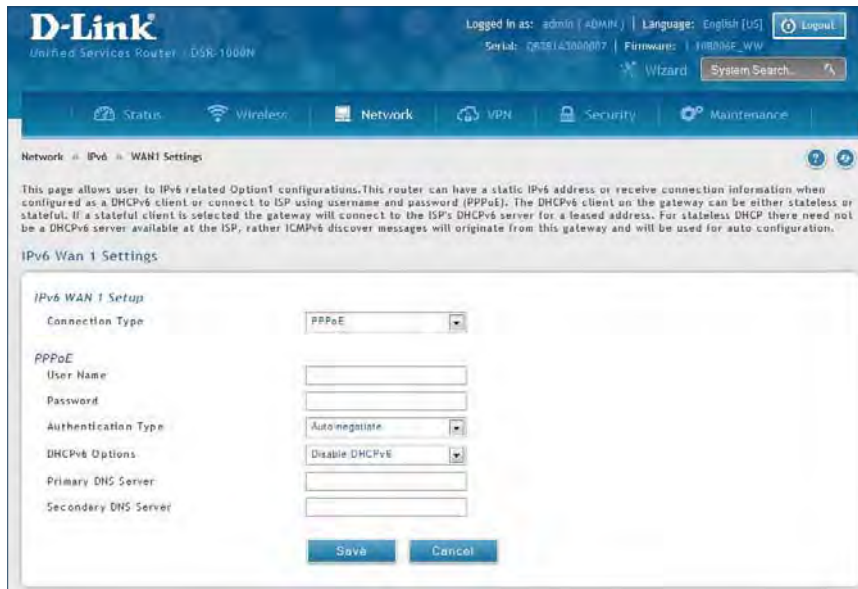 D-Link
Unified Services Router - DSR-1000N
Logged in as: admin ( ADMIN ) | Language: English [US]
Logout
Serial: | Firmware:
Wizard
System Search...
Status
Wireless
Network
VPN
Security
Maintenance
Network » IPv6 » WAN1 Settings
This page allows user to IPv6 related Option1 configurations.This router can have a static IPv6 address or receive connection information when
configured as a DHCPv6 client or connect to ISP using username and password (PPPoE). The DHCPv6 client on the gateway can be either stateless or
stateful. If a stateful client is selected the gateway will connect to the ISP's DHCPv6 server for a leased address. For stateless DHCP there need not
be a DHCPv6 server available at the ISP, rather ICMPv6 discover messages will originate from this gateway and will be used for auto configuration.
IPv6 Wan 1 Settings
IPv6 WAN 1 Setup
Connection Type
PPPoE
PPPoE
User Name
Password
Authentication Type
Auto-negotiate
DHCPv6 Options
Disable DHCPv6
Primary DNS Server
Secondary DNS Server
Save
Cancel